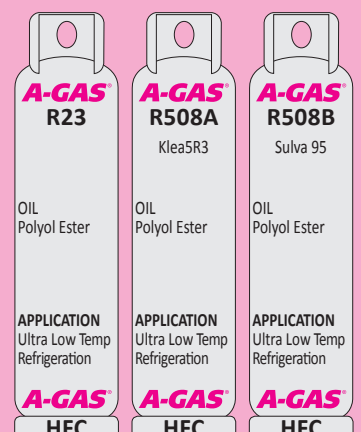 A-GAS®
R23
OIL
Polyol Ester
APPLICATION
Ultra Low Temp
Refrigeration
A-GAS®
HFC
A-GAS®
R508A
Klea5R3
OIL
Polyol Ester
APPLICATION
Ultra Low Temp
Refrigeration
A-GAS®
HFC
A-GAS®
R508B
Sulva 95
OIL
Polyol Ester
APPLICATION
Ultra Low Temp
Refrigeration
A-GAS®
HFC